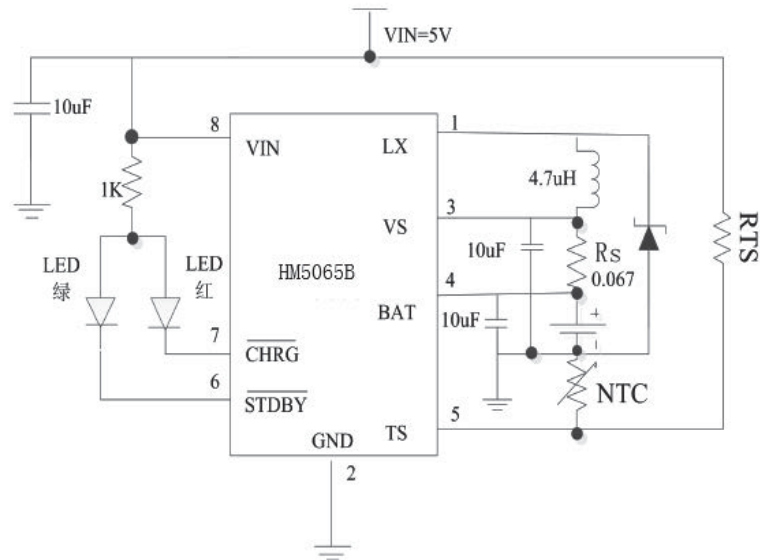 VIN=5V
10uF
8
VIN
LX
1
1K
4.7uH
VS
3
RTS
LED
绿
LED
红
HM5065B
10uF
Rs
0.067
4
BAT
10uF
+
-
7
CHRG
6
STDBY
NTC
GND
TS
5
2